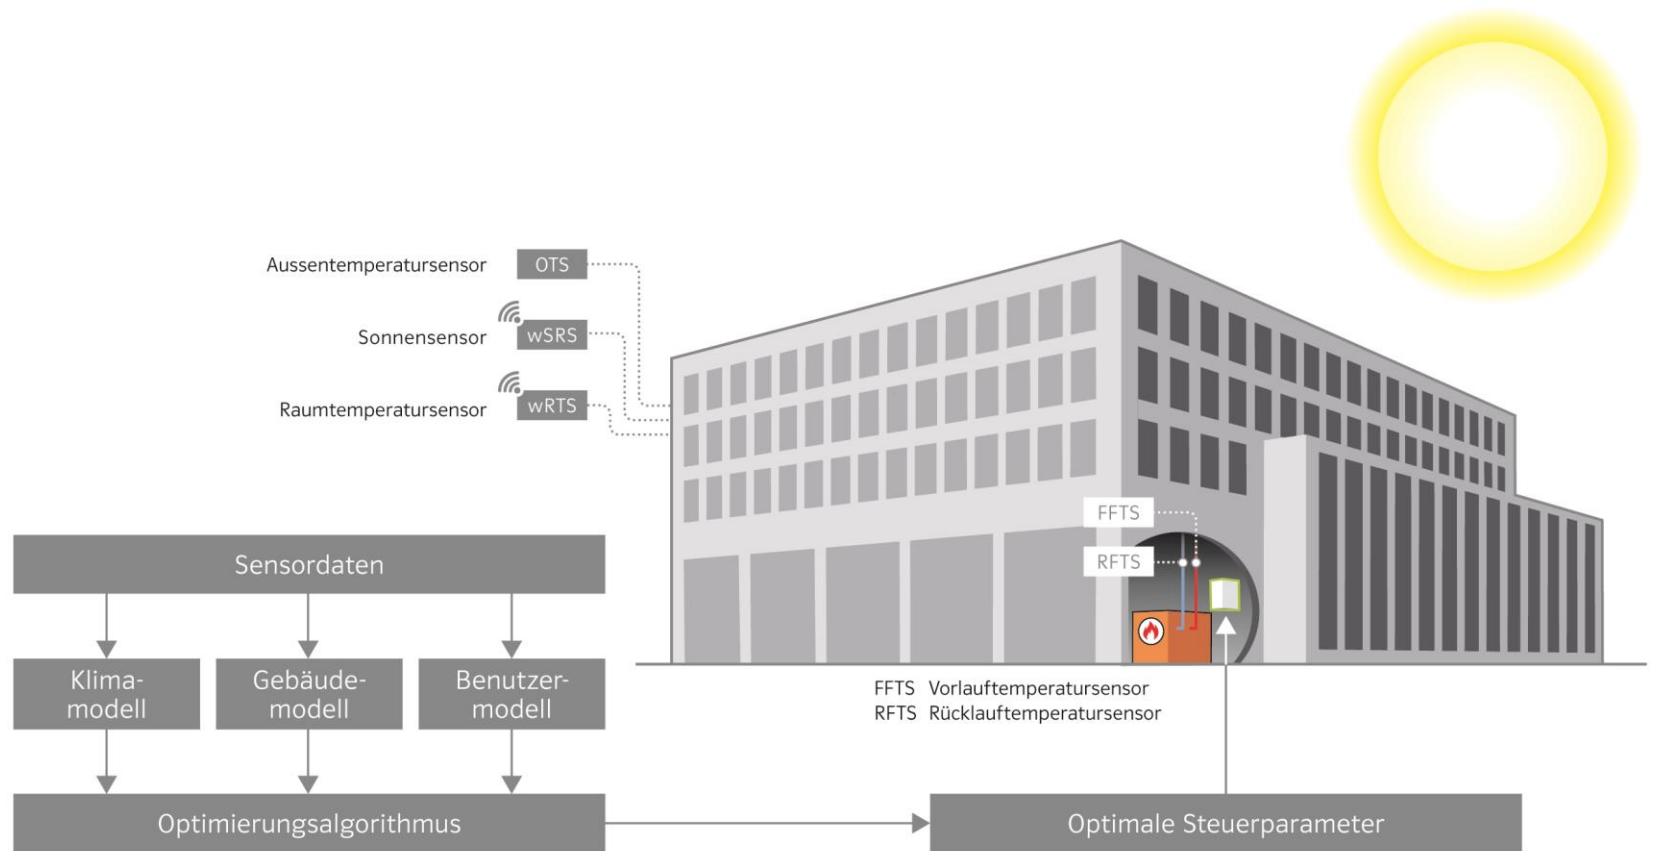 Aussentemperatursensor OTS
Sonnensensor wSRS
Raumtemperatursensor wRTS
FFTS
RFTS
Sensordaten
Klima-
modell
Gebäude-
modell
Benutzer-
modell
FFTS Vorlauftemperatursensor
RFTS Rücklauftemperatursensor
Optimierungsalgorithmus
Optimale Steuerparameter